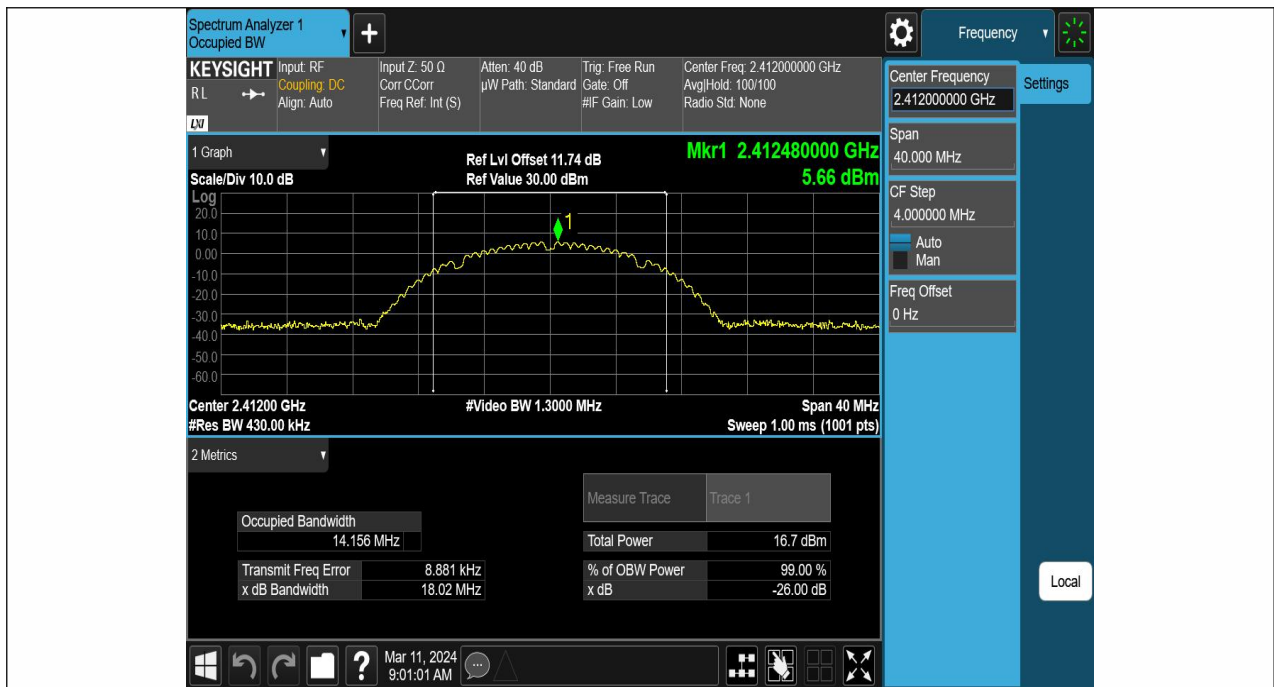 Spectrum Analyzer 1
Occupied BW
+
Frequency
KEYSIGHT
R L
LXI
Input: RF
Coupling: DC
Align: Auto
Input Z: 50 Ω
Corr CCorr
Freq Ref: Int (S)
Atten: 40 dB
µW Path: Standard
Trig: Free Run
Gate: Off
#IF Gain: Low
Center Freq: 2.412000000 GHz
Avg|Hold: 100/100
Radio Std: None
Center Frequency
2.412000000 GHz
Settings
Span
40.000 MHz
CF Step
4.000000 MHz
Auto
Man
Freq Offset
0 Hz
Local
1 Graph
Scale/Div 10.0 dB
Ref Lvl Offset 11.74 dB
Ref Value 30.00 dBm
Mkr1 2.412480000 GHz
5.66 dBm
Log
20.0
10.0
0.00
-10.0
-20.0
-30.0
-40.0
-50.0
-60.0
1
Center 2.41200 GHz
#Res BW 430.00 kHz
#Video BW 1.3000 MHz
Span 40 MHz
Sweep 1.00 ms (1001 pts)
2 Metrics
Measure Trace Trace 1
Occupied Bandwidth
14.156 MHz
Total Power 16.7 dBm
Transmit Freq Error 8.881 kHz
% of OBW Power 99.00 %
x dB Bandwidth 18.02 MHz
x dB -26.00 dB
?
Mar 11, 2024
9:01:01 AM